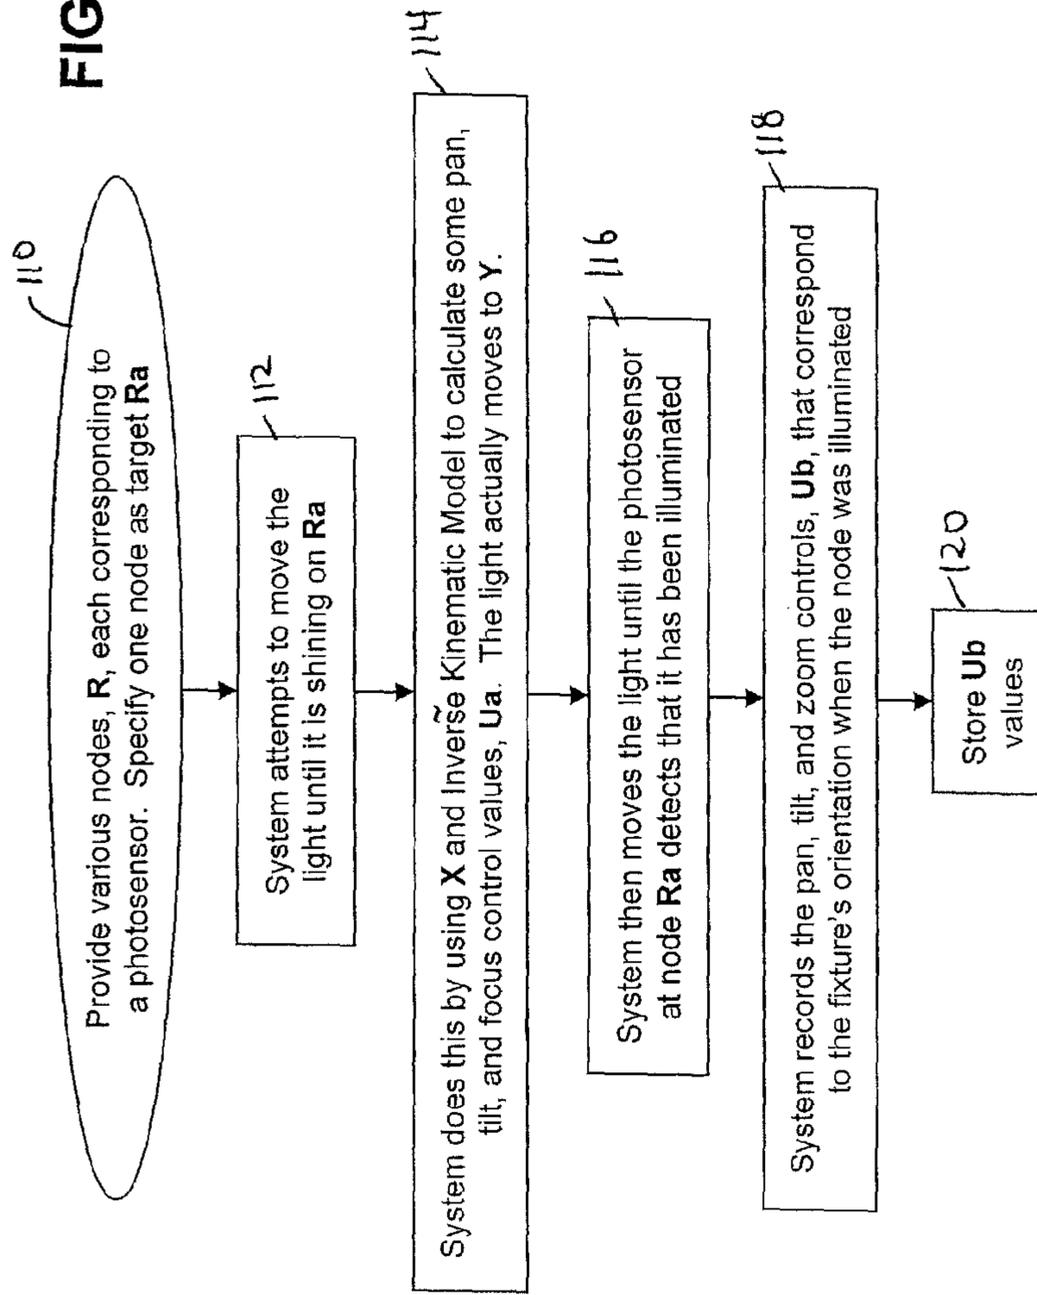 FIG
110
Provide various nodes, R, each corresponding to
a photosensor. Specify one node as target Ra
112
System attempts to move the
light until it is shining on Ra
114
System does this by using X and Inverse Kinematic Model to calculate some pan,
tilt, and focus control values, Ua. The light actually moves to Y.
116
System then moves the light until the photosensor
at node Ra detects that it has been illuminated
118
System records the pan, tilt, and zoom controls, Ub, that correspond
to the fixture's orientation when the node was illuminated
120
Store Ub
values